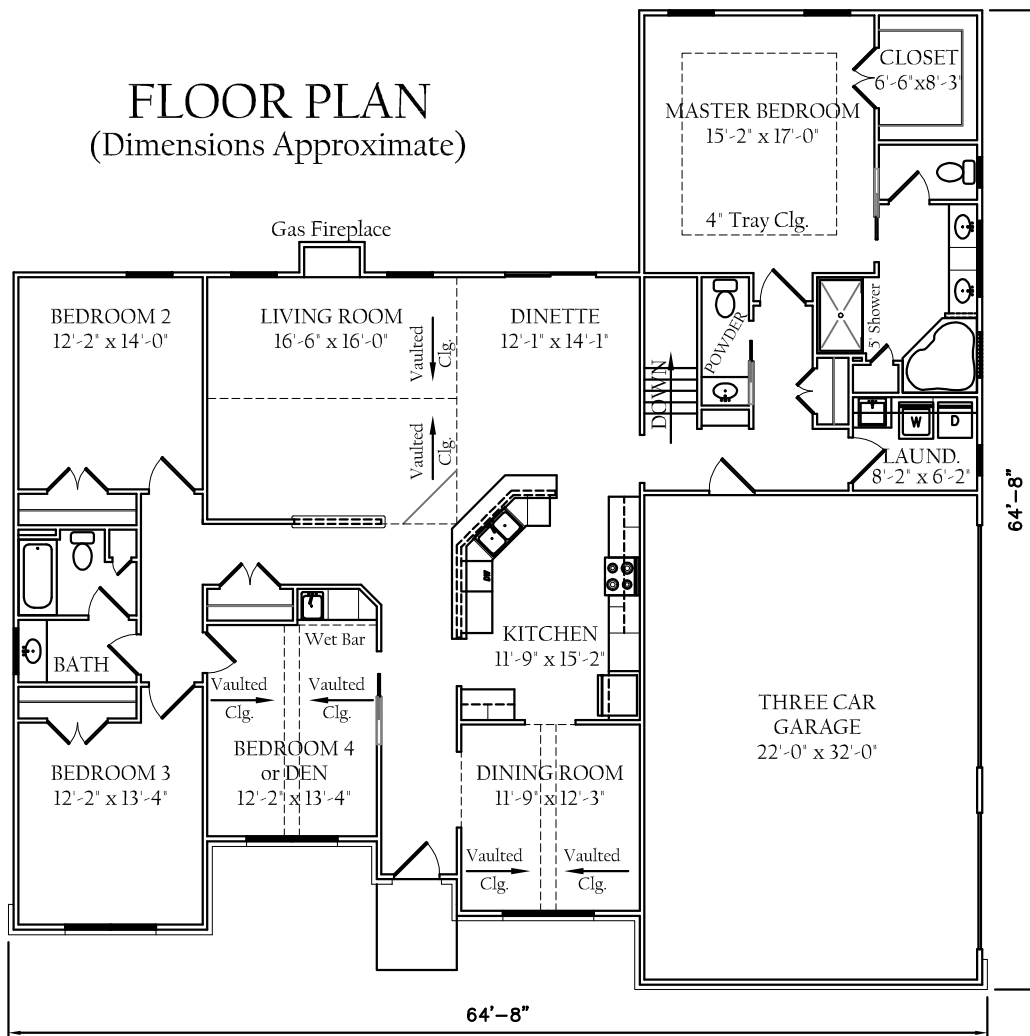 FLOOR PLAN
(Dimensions Approximate)
CLOSET
6'-6"x8'-3"
MASTER BEDROOM
15'-2" x 17'-0"
4" Tray Clg.
Gas Fireplace
BEDROOM 2
12'-2" x 14'-0"
LIVING ROOM
16'-6" x 16'-0"
Vaulted
Clg.
Vaulted
Clg.
DINETTE
12'-1" x 14'-1"
DOWN
POWDER
5' Shower
W
D
LAUND.
8'-2" x 6'-2"
64'-8"
DW
KITCHEN
11'-9" x 15'-2"
Wet Bar
BATH
Vaulted
Clg.
Vaulted
Clg.
BEDROOM 4
or DEN
12'-2" x 13'-4"
BEDROOM 3
12'-2" x 13'-4"
DINING ROOM
11'-9" x 12'-3"
Vaulted
Clg.
Vaulted
Clg.
THREE CAR
GARAGE
22'-0" x 32'-0"
64'-8"